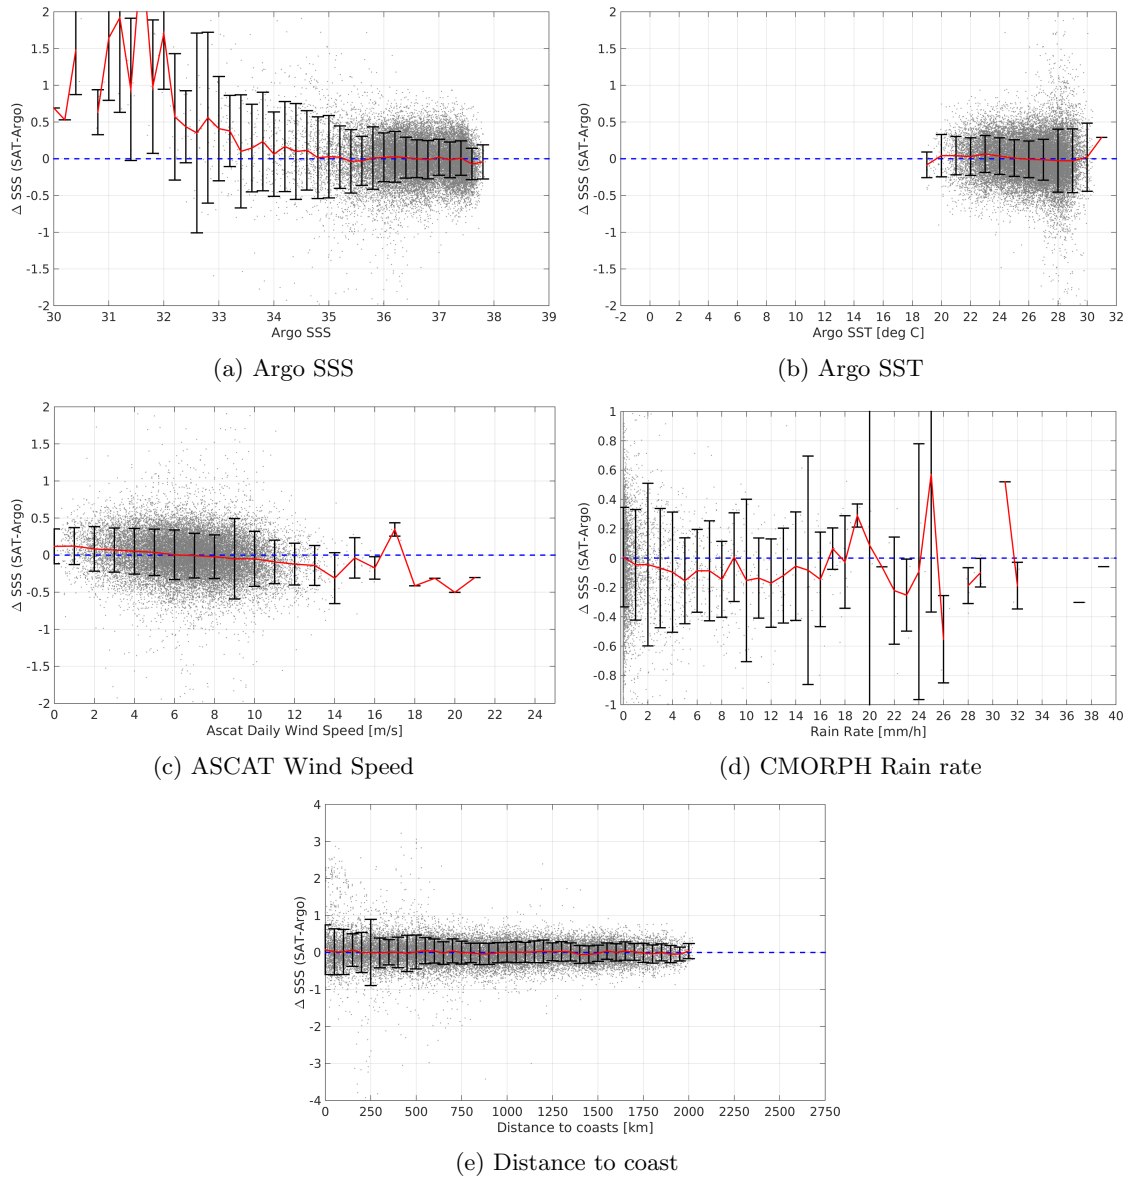 2
1.5
1
0.5
0
-0.5
-1
-1.5
-2
Δ SSS (SAT-Argo)
30 31 32 33 34 35 36 37 38 39
Argo SSS
(a) Argo SSS
2
1.5
1
0.5
0
-0.5
-1
-1.5
-2
Δ SSS (SAT-Argo)
-2 0 2 4 6 8 10 12 14 16 18 20 22 24 26 28 30 32
Argo SST [deg C]
(b) Argo SST
2
1.5
1
0.5
0
-0.5
-1
-1.5
-2
Δ SSS (SAT-Argo)
0 2 4 6 8 10 12 14 16 18 20 22 24
Ascat Daily Wind Speed [m/s]
(c) ASCAT Wind Speed
1
0.8
0.6
0.4
0.2
0
-0.2
-0.4
-0.6
-0.8
-1
Δ SSS (SAT-Argo)
0 2 4 6 8 10 12 14 16 18 20 22 24 26 28 30 32 34 36 38 40
Rain Rate [mm/h]
(d) CMORPH Rain rate
4
3
2
1
0
-1
-2
-3
-4
Δ SSS (SAT-Argo)
0 250 500 750 1000 1250 1500 1750 2000 2250 2500 2750
Distance to coasts [km]
(e) Distance to coast